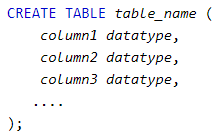 CREATE TABLE table_name (
    column1 datatype,
    column2 datatype,
    column3 datatype,
   ....
);